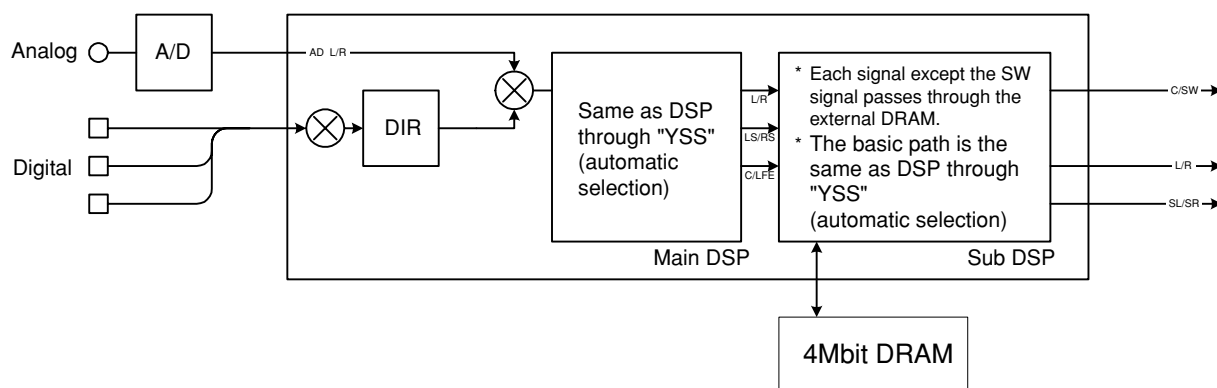 Analog
A/D
AD L/R
Digital
DIR
Same as DSP
through "YSS"
(automatic
selection)
Main DSP
L/R
LS/RS
C/LFE
* Each signal except the SW
signal passes through the
external DRAM.
* The basic path is the
same as DSP through
"YSS"
(automatic selection)
Sub DSP
C/SW
L/R
SL/SR
4Mbit DRAM